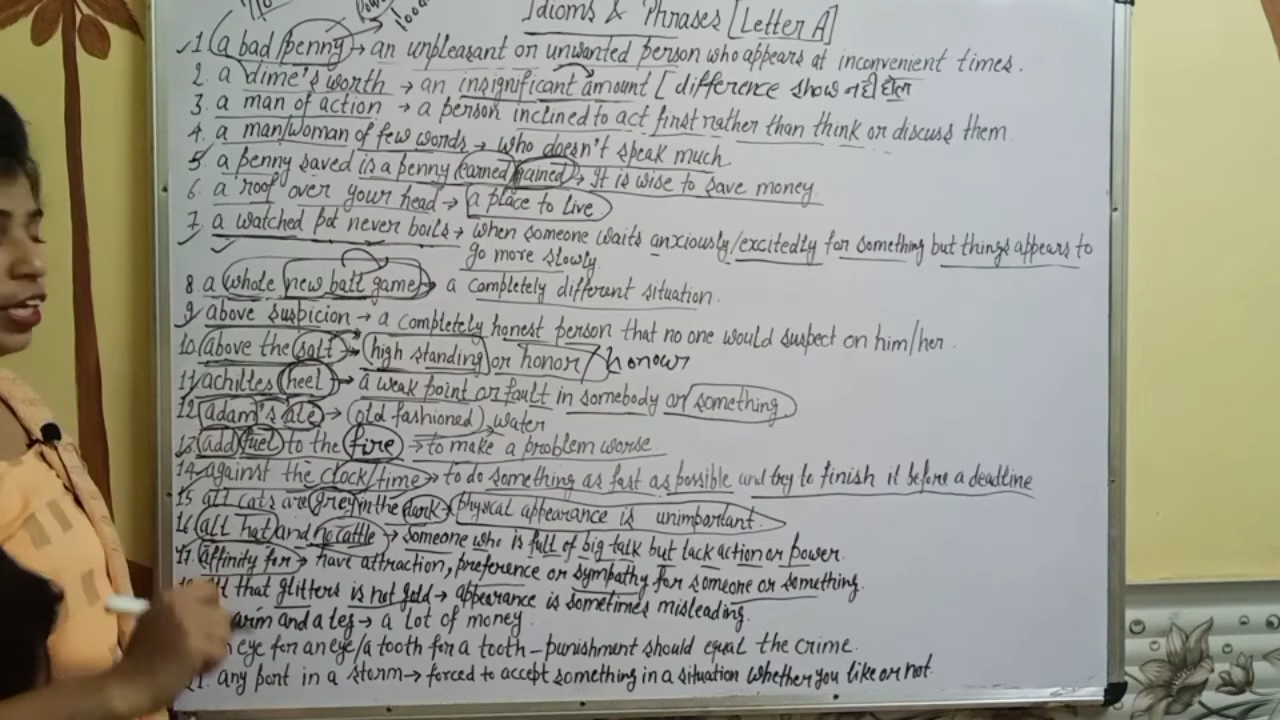 Idioms & Phrases [Letter A]
1. a bad penny → an unpleasant or unwanted person who appears at inconvenient times.
2. a dime's worth → an insignificant amount [ difference show नही होता
3. a man of action → a person inclined to act first rather than think or discuss them.
4. a man/woman of few words → who doesn't speak much.
5. a penny saved is a penny earned/gained → It is wise to save money.
6. a roof over your head → a place to live
7. a watched pot never boils → when someone waits anxiously/excitedly for something but things appears to
go more slowly
8. a whole new ball game → a completely different situation.
9. above suspicion → a completely honest person that no one would suspect on him/her.
10. above the salt → high standing or honor/honour
11. achilles heel → a weak point or fault in somebody or something
12. adam's ale → (old fashioned) water
13. add fuel to the fire → to make a problem worse
14. against the clock/time → to do something as fast as possible and try to finish it before a deadline
15. all cats are grey in the dark → physical appearance is unimportant.
16. all hat and no cattle → someone who is full of big talk but lack action or power.
17. affinity for → have attraction, preference or sympathy for someone or something.
that glitters is not gold → appearance is sometimes misleading.
arm and a leg → a lot of money
eye for an eye/a tooth for a tooth – punishment should equal the crime.
21. any port in a storm → forced to accept something in a situation whether you like or not.